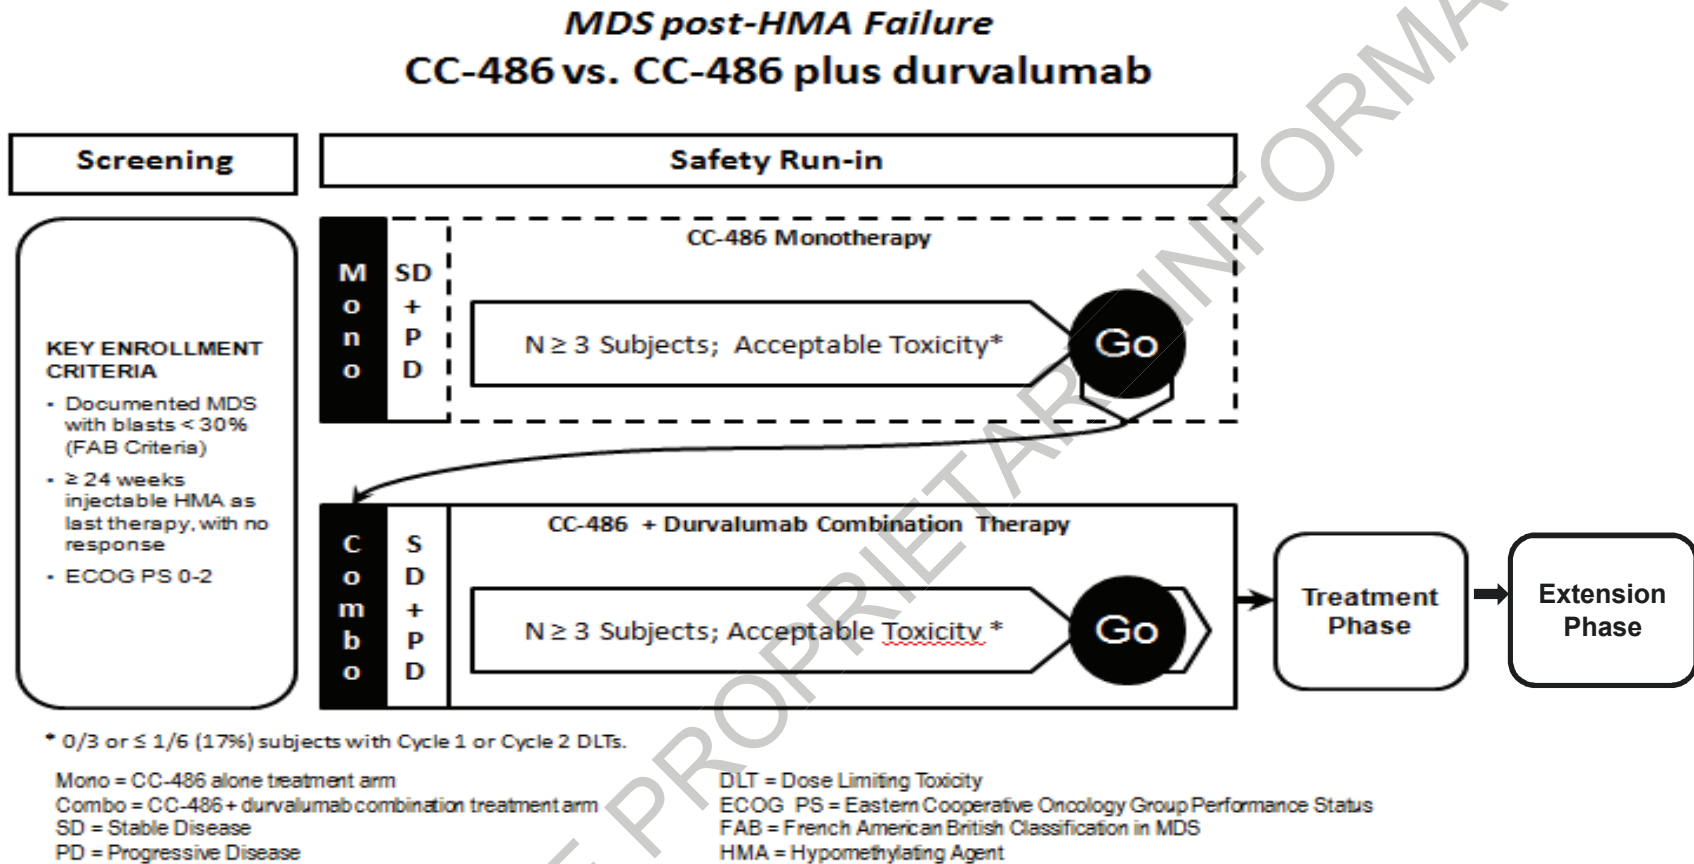 MDS post-HMA Failure
CC-486 vs. CC-486 plus durvalumab
Screening
Safety Run-in
KEY ENROLLMENT
CRITERIA
• Documented MDS
with blasts < 30%
(FAB Criteria)
• ≥ 24 weeks
injectable HMA as
last therapy, with no
response
• ECOG PS 0-2
Mono
SD
+
P
D
CC-486 Monotherapy
N ≥ 3 Subjects; Acceptable Toxicity*
Go
Combo
S
D
+
P
D
CC-486 + Durvalumab Combination Therapy
N ≥ 3 Subjects; Acceptable Toxicity *
Go
Treatment
Phase
Extension
Phase
* 0/3 or ≤ 1/6 (17%) subjects with Cycle 1 or Cycle 2 DLTs.
Mono = CC-486 alone treatment arm
Combo = CC-486 + durvalumab combination treatment arm
SD = Stable Disease
PD = Progressive Disease
DLT = Dose Limiting Toxicity
ECOG PS = Eastern Cooperative Oncology Group Performance Status
FAB = French American British Classification in MDS
HMA = Hypomethylating Agent